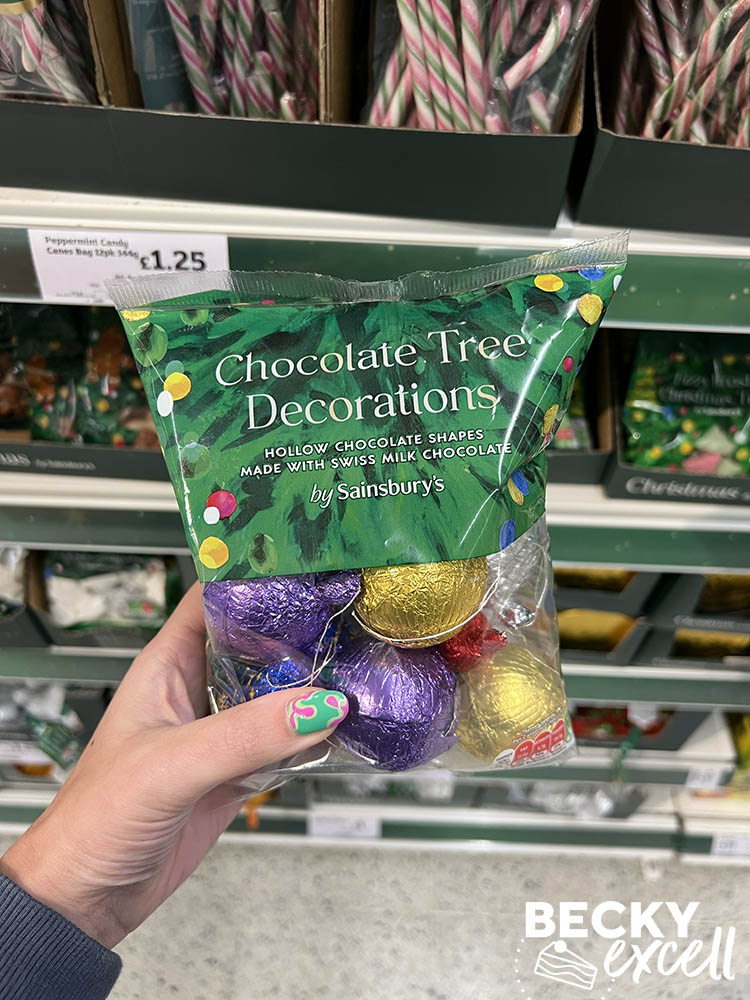 Peppermint Candy
Canes Bag 12pk 144g
£1.25
Chocolate Tree
Decorations
HOLLOW CHOCOLATE SHAPES
MADE WITH SWISS MILK CHOCOLATE
by Sainsbury's
Christmas
BECKY
excell